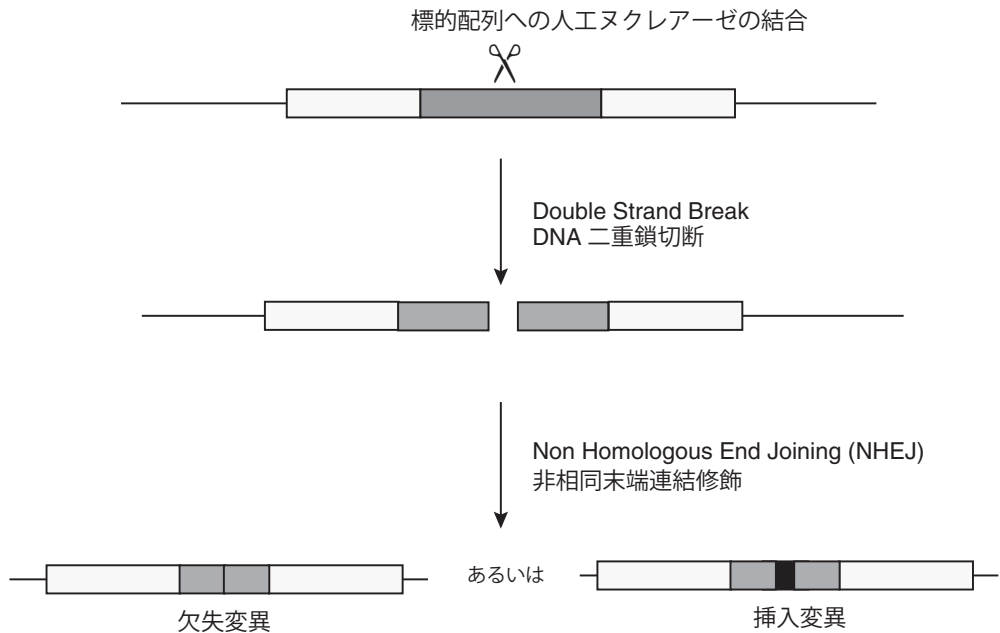 標的配列への人工ヌクレアーゼの結合
Double Strand Break
DNA 二重鎖切断
Non Homologous End Joining (NHEJ)
非相同末端連結修飾
あるいは
欠失変異
挿入変異